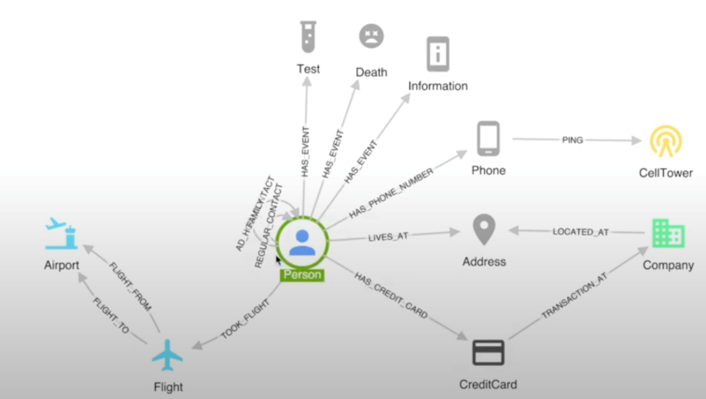 Test
Death
Information
HAS_EVENT
HAS_EVENT
HAS_EVENT
Phone
PING
CellTower
HAS_PHONE_NUMBER
REGULAR_CONTACT
Person
LIVES_AT
Address
LOCATED_AT
Company
Airport
FLIGHT_FROM
FLIGHT_TO
TOOK_FLIGHT
HAS_CREDIT_CARD
TRANSACTION_AT
Flight
CreditCard